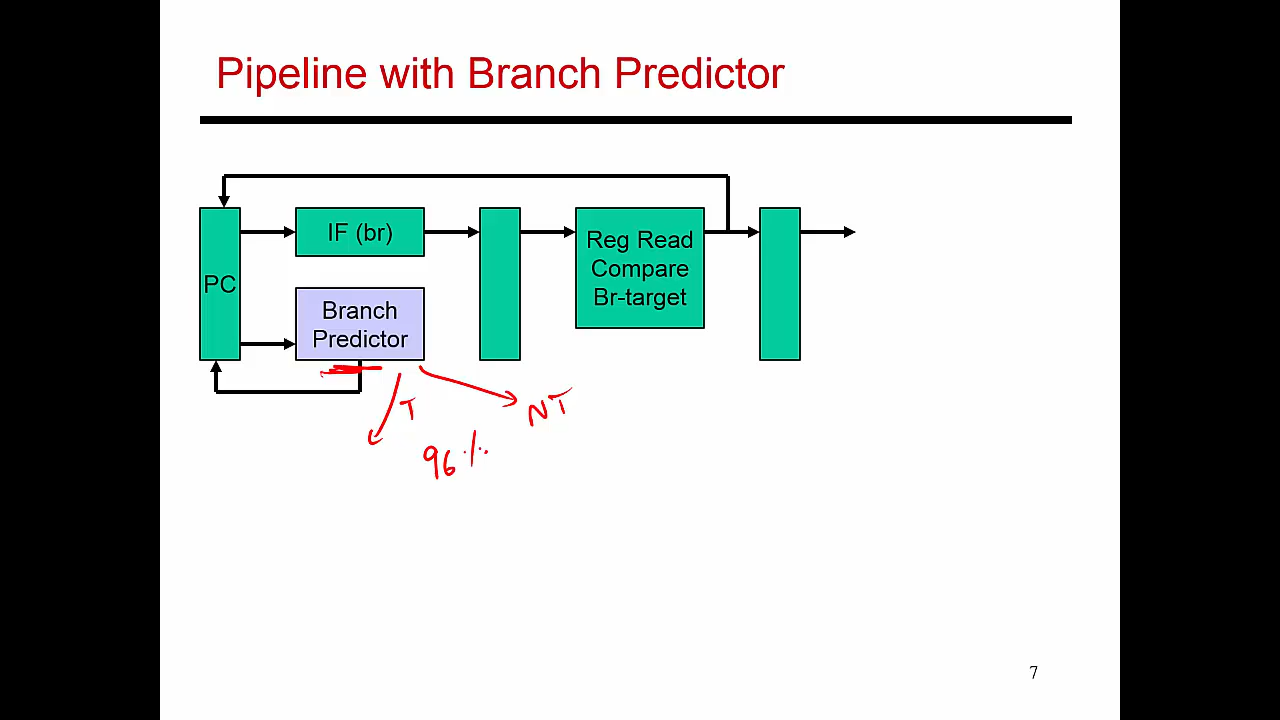 Pipeline with Branch Predictor
PC
IF (br)
Branch
Predictor
Reg Read
Compare
Br-target
T
NT
96%
7